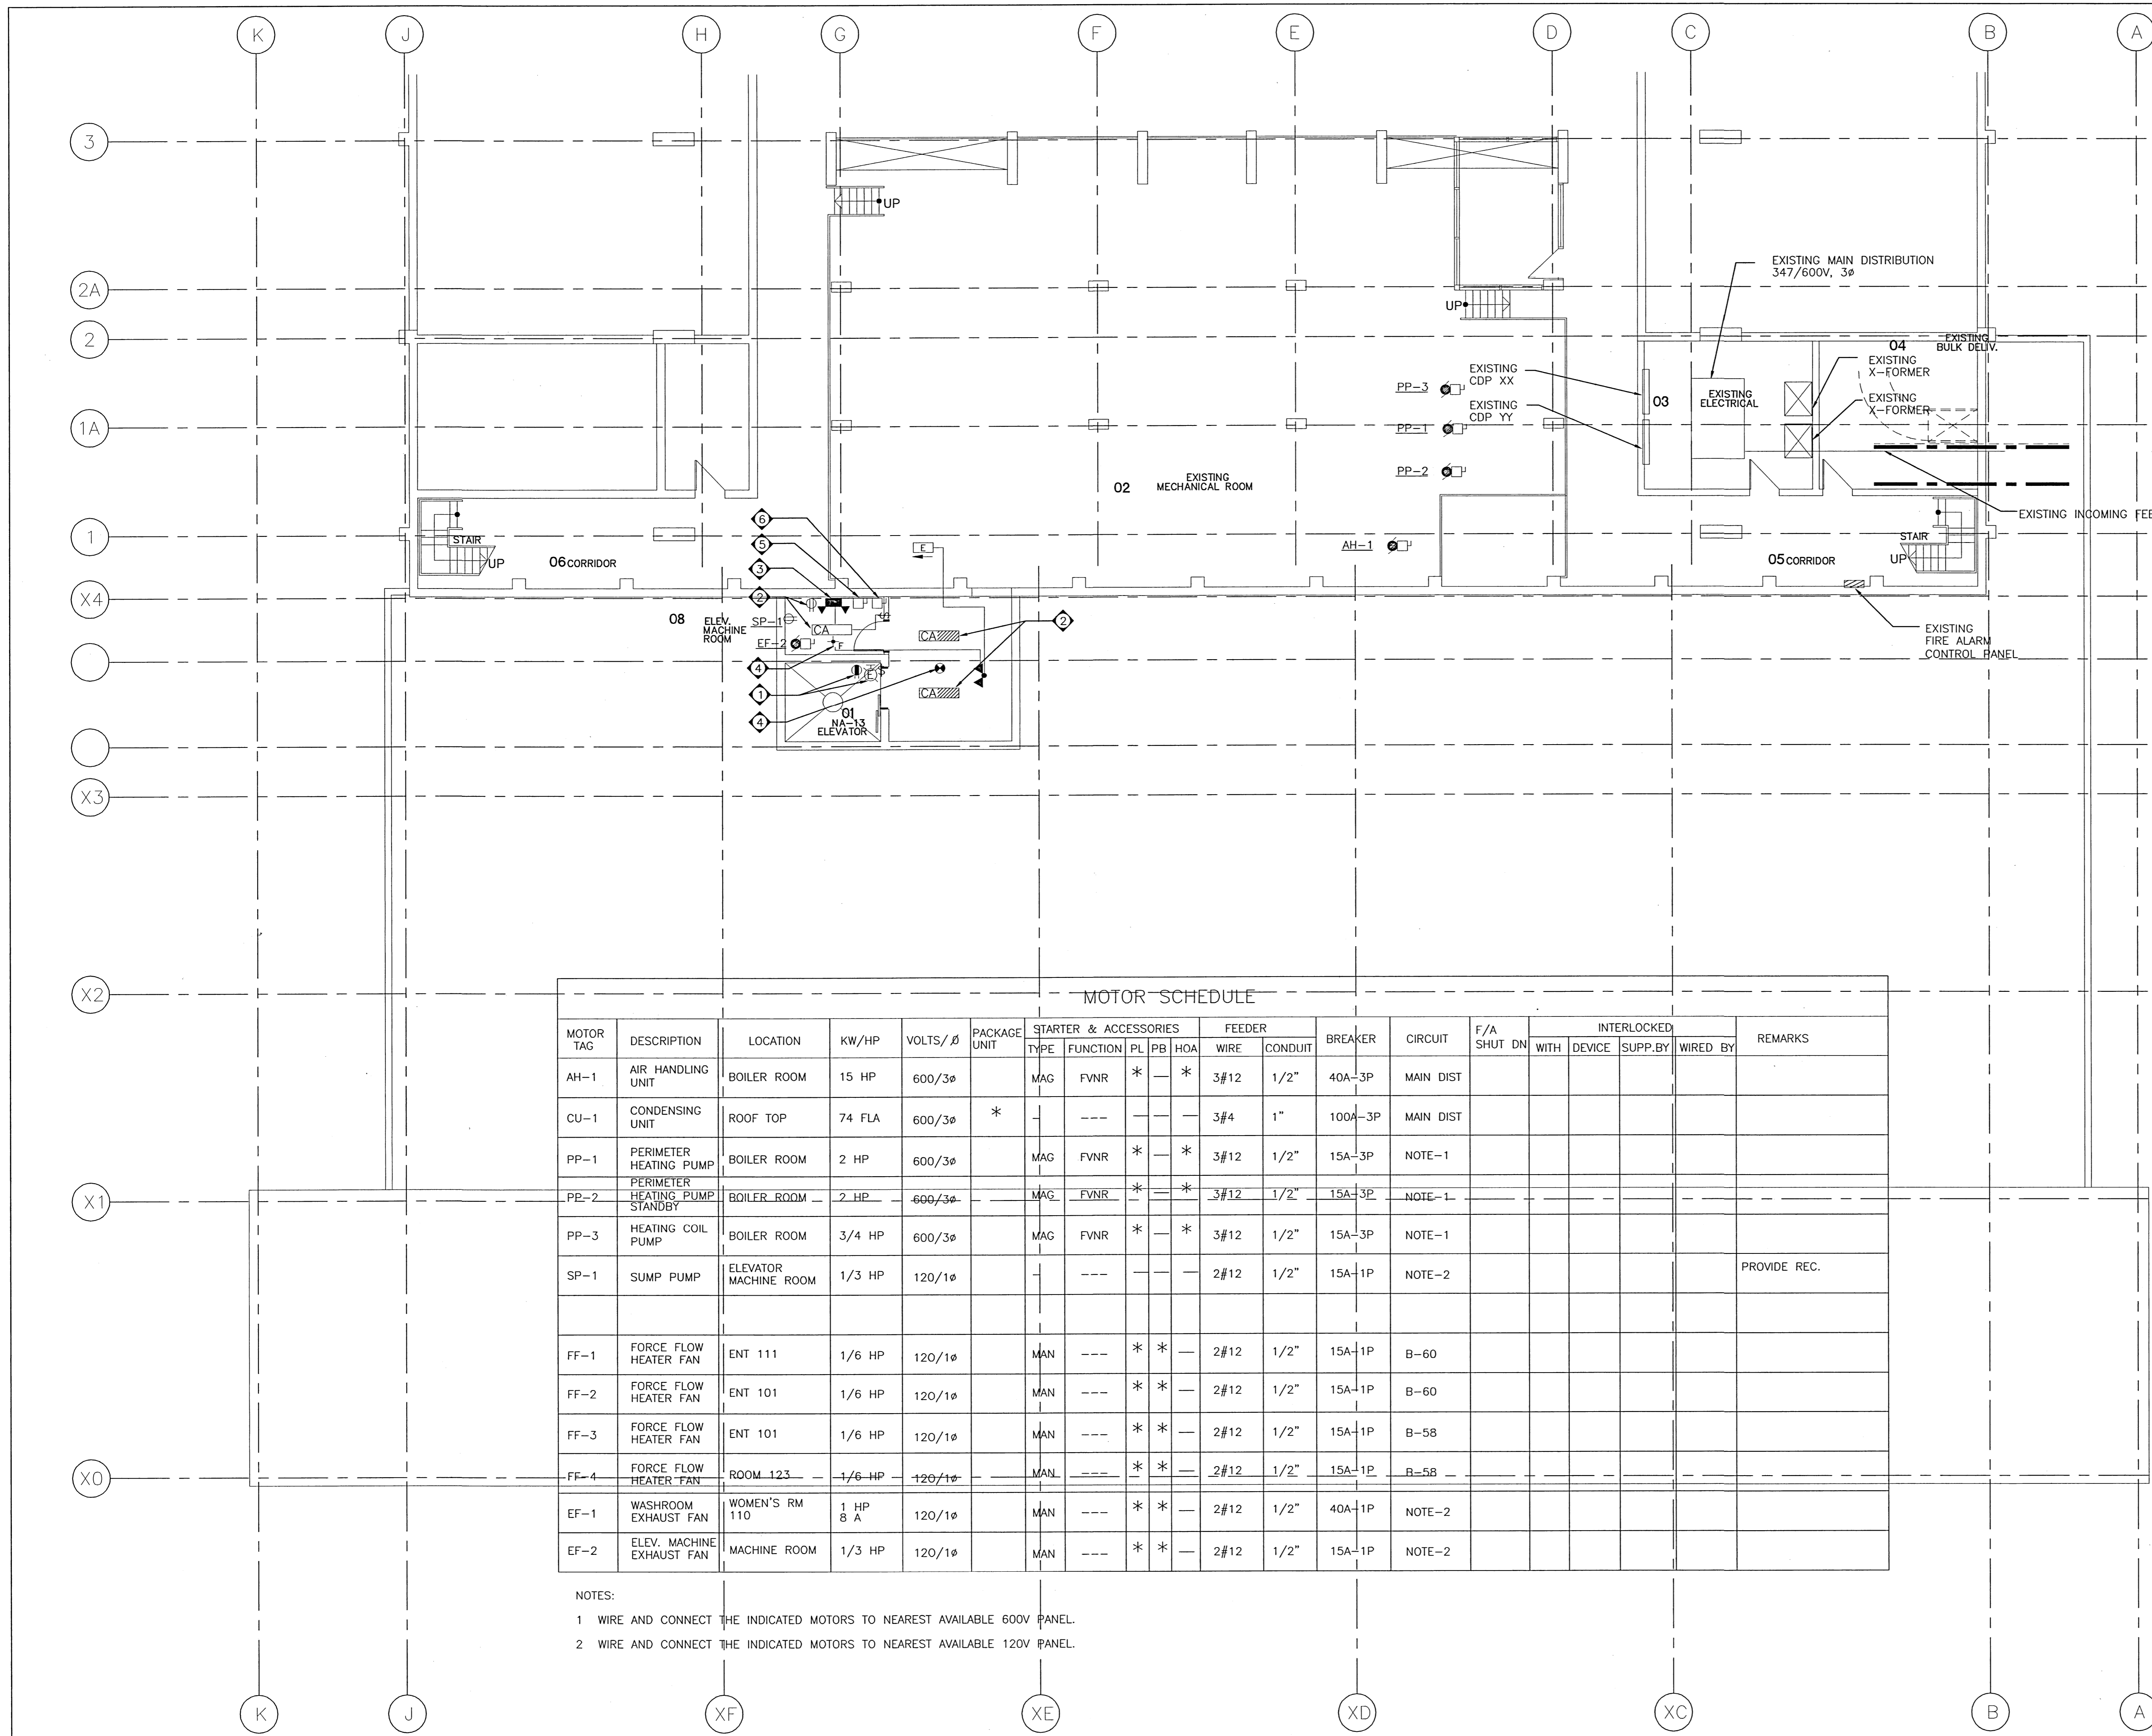 K J H G F E D C B A
3
2A
2
1A
1
X4
X3
X2
X1
X0
UP
UP
EXISTING MAIN DISTRIBUTION
347/600V, 3ø
04
EXISTING
BULK DELIV.
EXISTING
X-FORMER
EXISTING
X-FORMER
EXISTING
CDP XX
EXISTING
CDP YY
03
EXISTING
ELECTRICAL
PP-3
PP-1
PP-2
02
EXISTING
MECHANICAL ROOM
EXISTING INCOMING
STAIR
UP
06 CORRIDOR
6
5
3
2
E
AH-1
05 CORRIDOR
STAIR
UP
08
ELEV.
MACHINE
ROOM
SP-1
CA
EF-2
F
CA
2
CA
4
1
4
E
01
NA-13
ELEVATOR
EXISTING
FIRE ALARM
CONTROL PANEL
MOTOR SCHEDULE
MOTOR TAG DESCRIPTION LOCATION KW/HP VOLTS/Ø PACKAGE UNIT STARTER & ACCESSORIES FEEDER BREAKER CIRCUIT F/A SHUT DN INTERLOCKED REMARKS
TYPE FUNCTION PL PB HOA WIRE CONDUIT WITH DEVICE SUPP.BY WIRED BY
AH-1 AIR HANDLING UNIT BOILER ROOM 15 HP 600/3ø MAG FVNR * — * 3#12 1/2" 40A-3P MAIN DIST
CU-1 CONDENSING UNIT ROOF TOP 74 FLA 600/3ø * - --- — — — 3#4 1" 100A-3P MAIN DIST
PP-1 PERIMETER HEATING PUMP BOILER ROOM 2 HP 600/3ø MAG FVNR * — * 3#12 1/2" 15A-3P NOTE-1
PP-2 PERIMETER HEATING PUMP STANDBY BOILER ROOM 2 HP 600/3ø MAG FVNR * — * 3#12 1/2" 15A-3P NOTE-1
PP-3 HEATING COIL PUMP BOILER ROOM 3/4 HP 600/3ø MAG FVNR * — * 3#12 1/2" 15A-3P NOTE-1
SP-1 SUMP PUMP ELEVATOR MACHINE ROOM 1/3 HP 120/1ø - --- — — — 2#12 1/2" 15A-1P NOTE-2 PROVIDE REC.
FF-1 FORCE FLOW HEATER FAN ENT 111 1/6 HP 120/1ø MAN --- * * — 2#12 1/2" 15A-1P B-60
FF-2 FORCE FLOW HEATER FAN ENT 101 1/6 HP 120/1ø MAN --- * * — 2#12 1/2" 15A-1P B-60
FF-3 FORCE FLOW HEATER FAN ENT 101 1/6 HP 120/1ø MAN --- * * — 2#12 1/2" 15A-1P B-58
FF-4 FORCE FLOW HEATER FAN ROOM 123 1/6 HP 120/1ø MAN --- * * — 2#12 1/2" 15A-1P B-58
EF-1 WASHROOM EXHAUST FAN WOMEN'S RM 110 1 HP 8 A 120/1ø MAN --- * * — 2#12 1/2" 40A-1P NOTE-2
EF-2 ELEV. MACHINE EXHAUST FAN MACHINE ROOM 1/3 HP 120/1ø MAN --- * * — 2#12 1/2" 15A-1P NOTE-2
NOTES:
1 WIRE AND CONNECT THE INDICATED MOTORS TO NEAREST AVAILABLE 600V PANEL.
2 WIRE AND CONNECT THE INDICATED MOTORS TO NEAREST AVAILABLE 120V PANEL.
K J XF XE XD XC B A